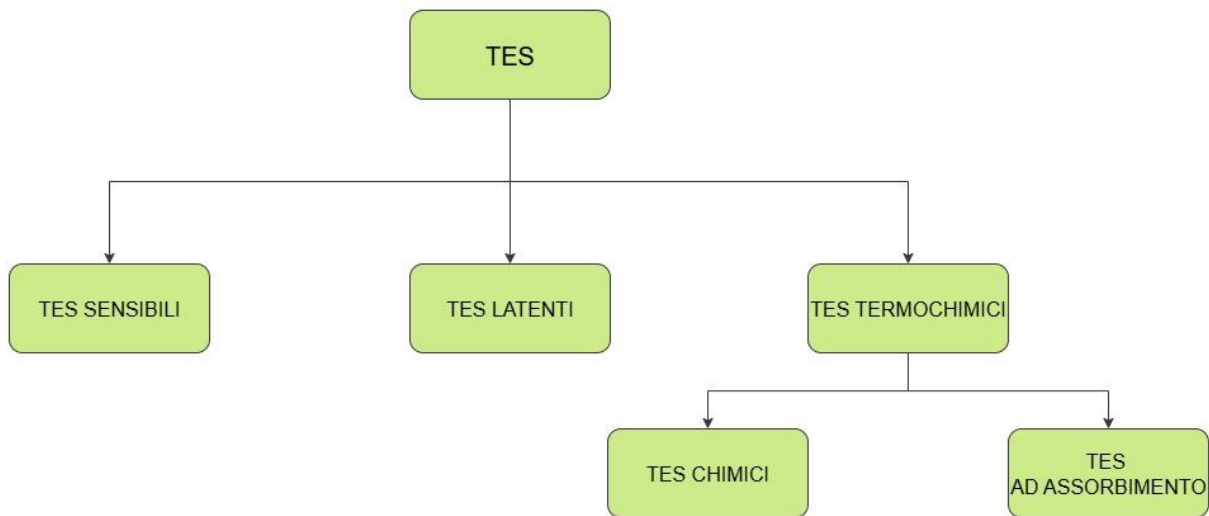 TES
TES SENSIBILI
TES LATENTI
TES TERMOCHIMICI
TES CHIMICI
TES
AD ASSORBIMENTO